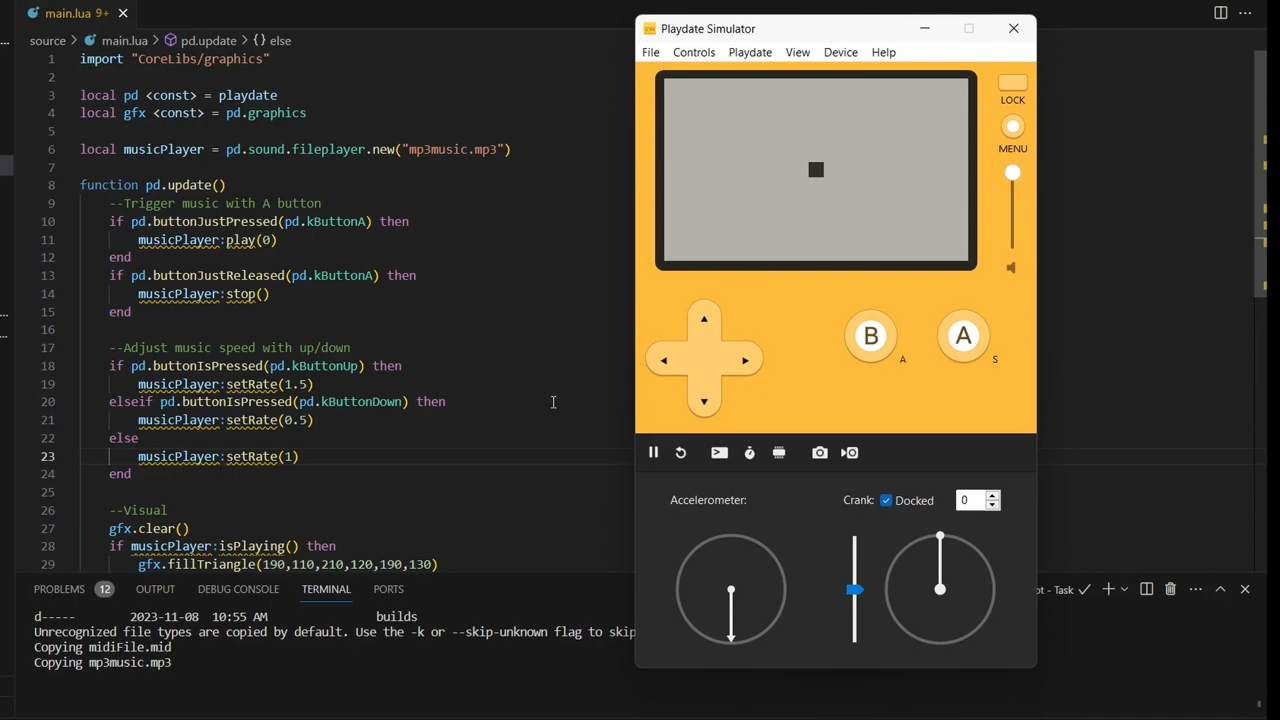 main.lua 9+
source > main.lua > pd.update > {} else
1 import "CoreLibs/graphics"
2
3 local pd <const> = playdate
4 local gfx <const> = pd.graphics
5
6 local musicPlayer = pd.sound.fileplayer.new("mp3music.mp3")
7
8 function pd.update()
9 --Trigger music with A button
10 if pd.buttonJustPressed(pd.kButtonA) then
11 musicPlayer:play(0)
12 end
13 if pd.buttonJustReleased(pd.kButtonA) then
14 musicPlayer:stop()
15 end
16
17 --Adjust music speed with up/down
18 if pd.buttonIsPressed(pd.kButtonUp) then
19 musicPlayer:setRate(1.5)
20 elseif pd.buttonIsPressed(pd.kButtonDown) then
21 musicPlayer:setRate(0.5)
22 else
23 musicPlayer:setRate(1)
24 end
25
26 --Visual
27 gfx.clear()
28 if musicPlayer:isPlaying() then
29 gfx.fillTriangle(190,110,210,120,190,130)
PROBLEMS 12 OUTPUT DEBUG CONSOLE TERMINAL PORTS
ot - Task
d----- 2023-11-08 10:55 AM builds
Unrecognized file types are copied by default. Use the -k or --skip-unknown flag to skip
Copying midiFile.mid
Copying mp3music.mp3
Playdate Simulator
File Controls Playdate View Device Help
LOCK
MENU
B A
A S
Accelerometer: Crank: Docked 0